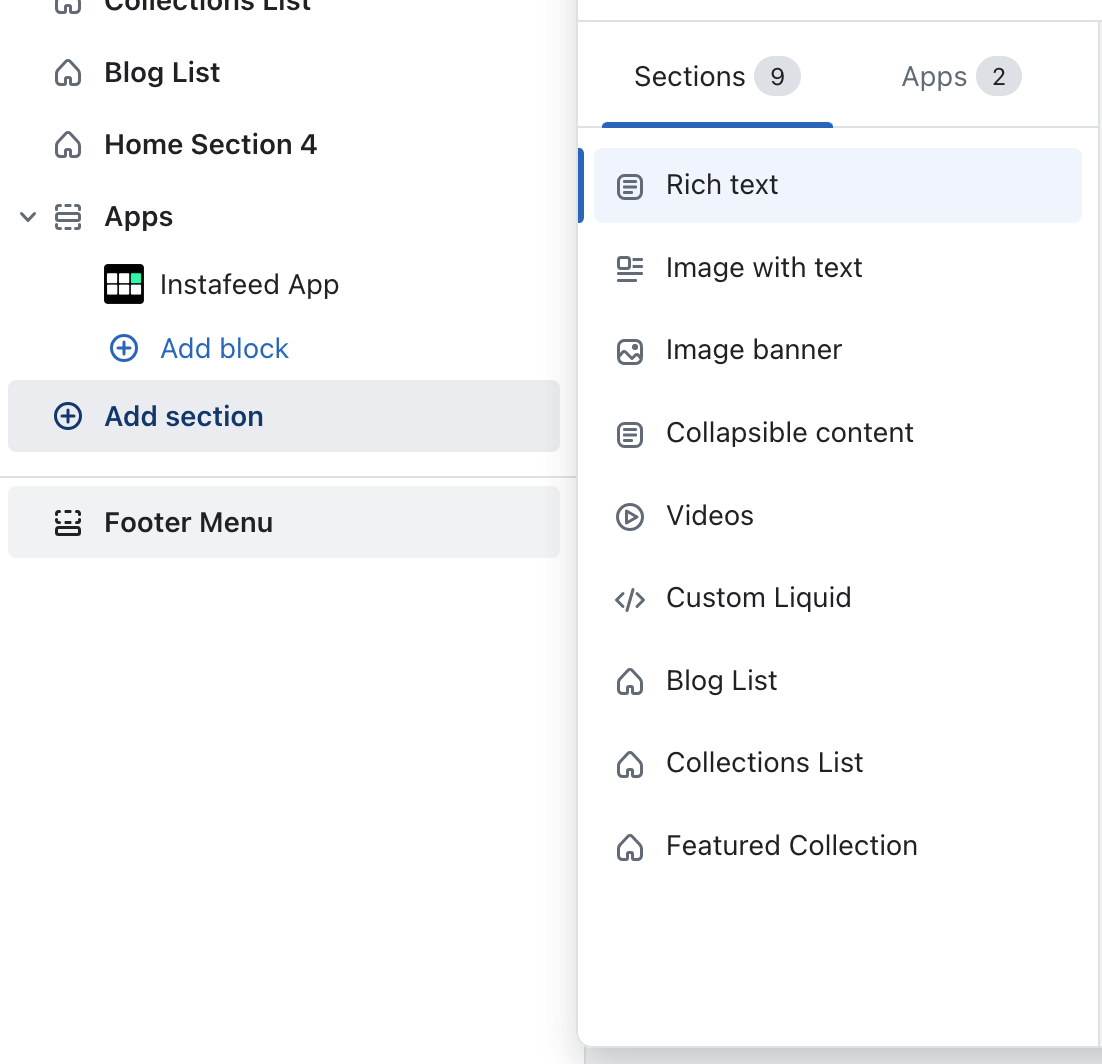 Collections List
Blog List
Home Section 4
Apps
Instafeed App
Add block
Add section
Footer Menu
Sections 9
Apps 2
Rich text
Image with text
Image banner
Collapsible content
Videos
Custom Liquid
Blog List
Collections List
Featured Collection